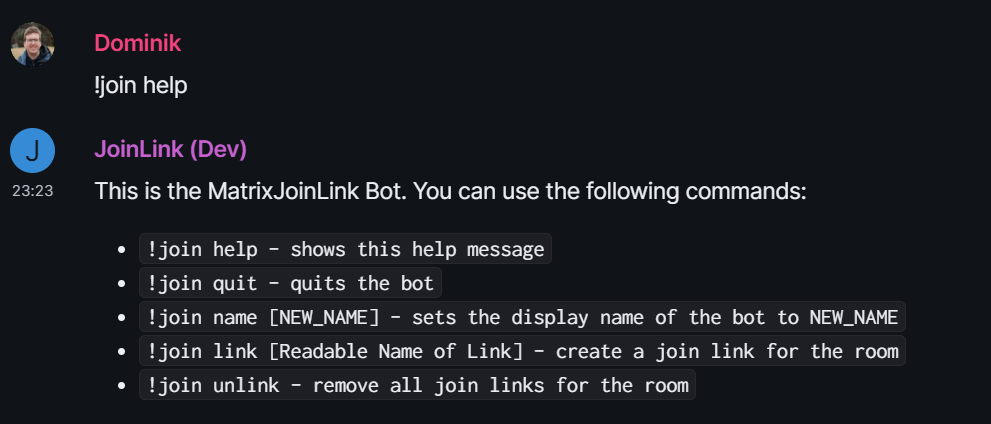 Dominik
!join help
J
JoinLink (Dev)
23:23
This is the MatrixJoinLink Bot. You can use the following commands:
• !join help - shows this help message
• !join quit - quits the bot
• !join name [NEW_NAME] - sets the display name of the bot to NEW_NAME
• !join link [Readable Name of Link] - create a join link for the room
• !join unlink - remove all join links for the room